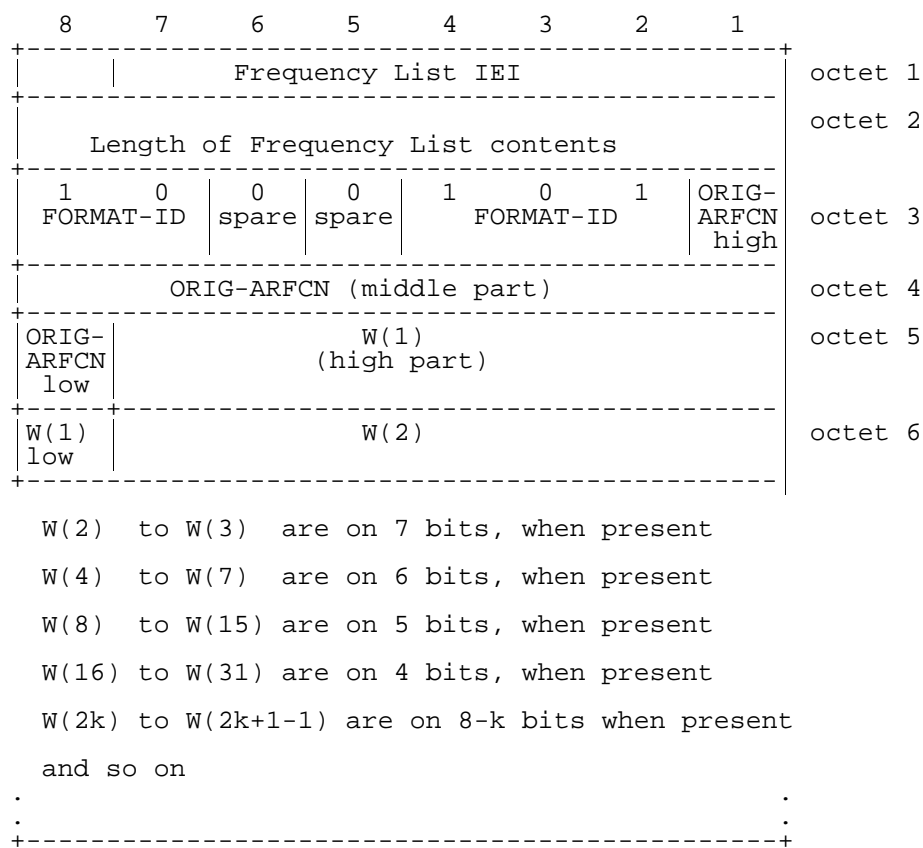 8 7 6 5 4 3 2 1
+-----------------------------------------------+
Frequency List IEI octet 1
+-----------------------------------------------
octet 2
Length of Frequency List contents
+-----------------------------------------------
1 0 0 0 1 0 1 ORIG-
FORMAT-ID spare spare FORMAT-ID ARFCN octet 3
high
+-----------------------------------------------
ORIG-ARFCN (middle part) octet 4
+-----------------------------------------------
ORIG- W(1) octet 5
ARFCN (high part)
low
+-----+-----------------------------------------
W(1) W(2) octet 6
low
+-----------------------------------------------
W(2) to W(3) are on 7 bits, when present
W(4) to W(7) are on 6 bits, when present
W(8) to W(15) are on 5 bits, when present
W(16) to W(31) are on 4 bits, when present
W(2k) to W(2k+1-1) are on 8-k bits when present
and so on
. .
. .
+-----------------------------------------------+